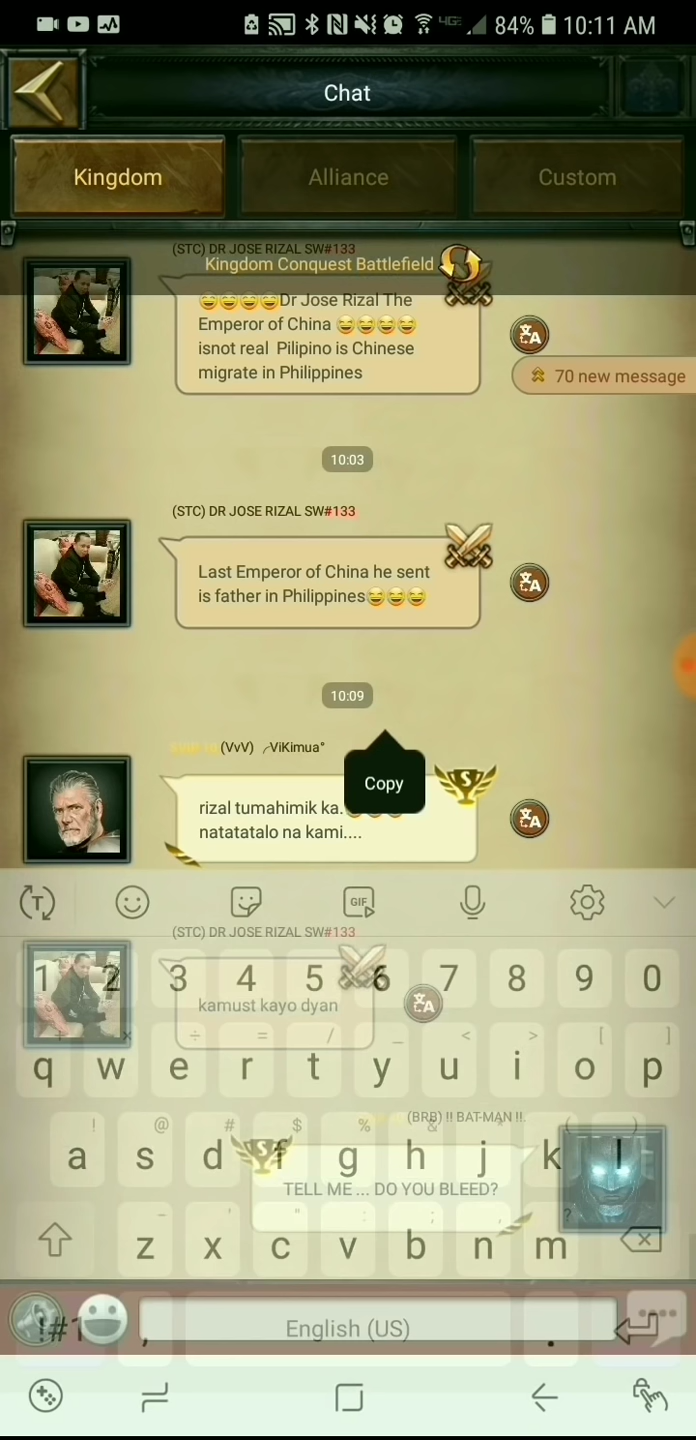 4GE 84% 10:11 AM
Chat
Kingdom Alliance Custom
(STC) DR JOSE RIZAL SW#133
Kingdom Conquest Battlefield
😄😄😄😄Dr Jose Rizal The
Emperor of China 😆😆😆😆
isnot real Pilipino is Chinese
migrate in Philippines
70 new message
10:03
(STC) DR JOSE RIZAL SW#133
Last Emperor of China he sent
is father in Philippines😆😆😆
10:09
(VvV) ╭ViKimua°
Copy
rizal tumahimik ka.
natatatalo na kami....
GIF
(STC) DR JOSE RIZAL SW#133
1 2 3 4 5 6 7 8 9 0
kamust kayo dyan
q w e r t y u i o p
(BRB) !! BAT-MAN !!.
a s d f g h j k l
TELL ME ... DO YOU BLEED?
z x c v b n m
!#1 , English (US) .